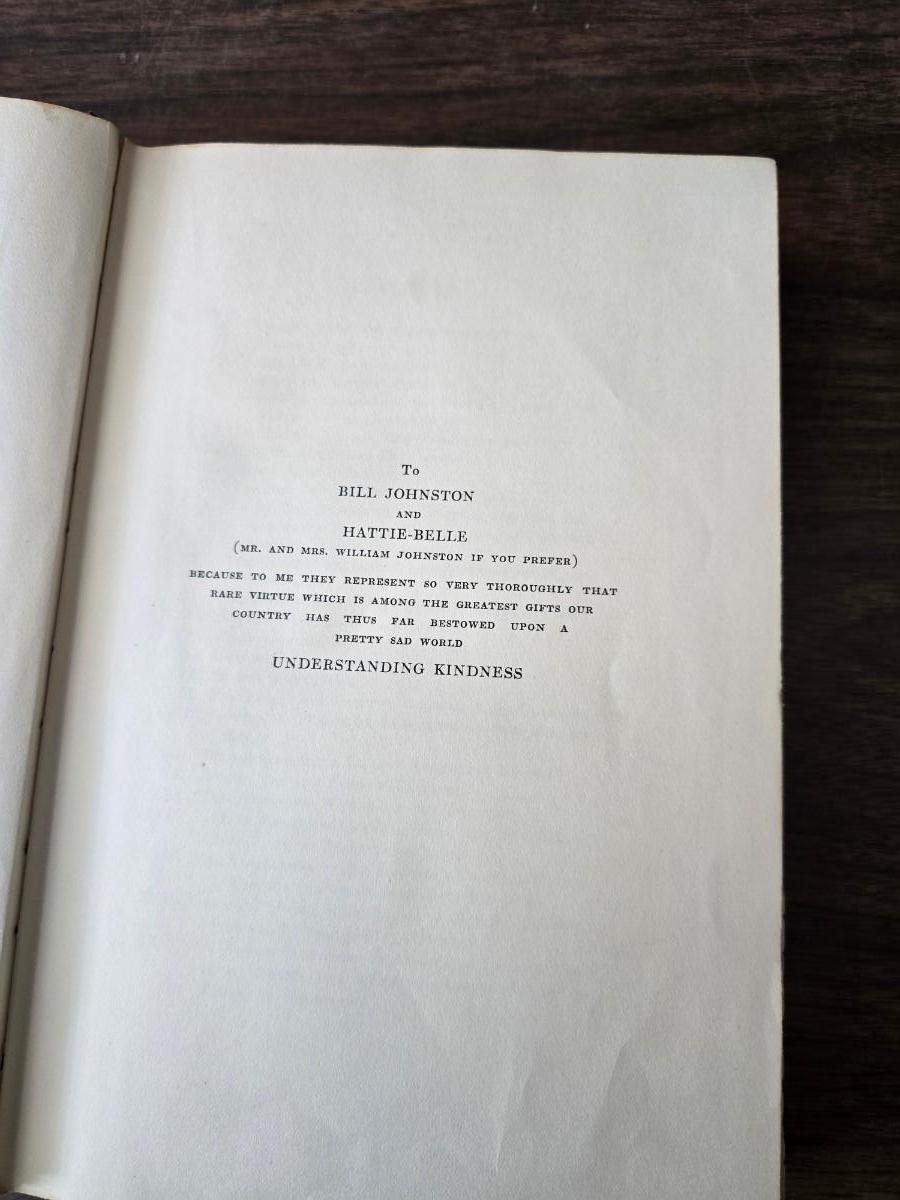 To
BILL JOHNSTON
AND
HATTIE-BELLE
(MR. AND MRS. WILLIAM JOHNSTON IF YOU PREFER)
BECAUSE TO ME THEY REPRESENT SO VERY THOROUGHLY THAT
RARE VIRTUE WHICH IS AMONG THE GREATEST GIFTS OUR
COUNTRY HAS THUS FAR BESTOWED UPON A
PRETTY SAD WORLD
UNDERSTANDING KINDNESS